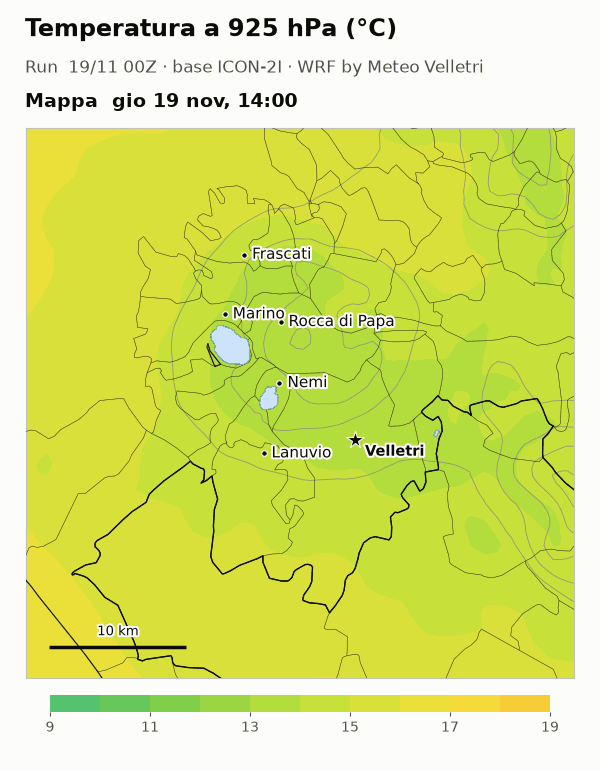 Temperatura a 925 hPa (°C)
Run  19/11 00Z · base ICON-2I · WRF by Meteo Velletri
Mappa  gio 19 nov, 14:00
Frascati
Marino
Rocca di Papa
Nemi
Velletri
Lanuvio
10 km
9 11 13 15 17 19